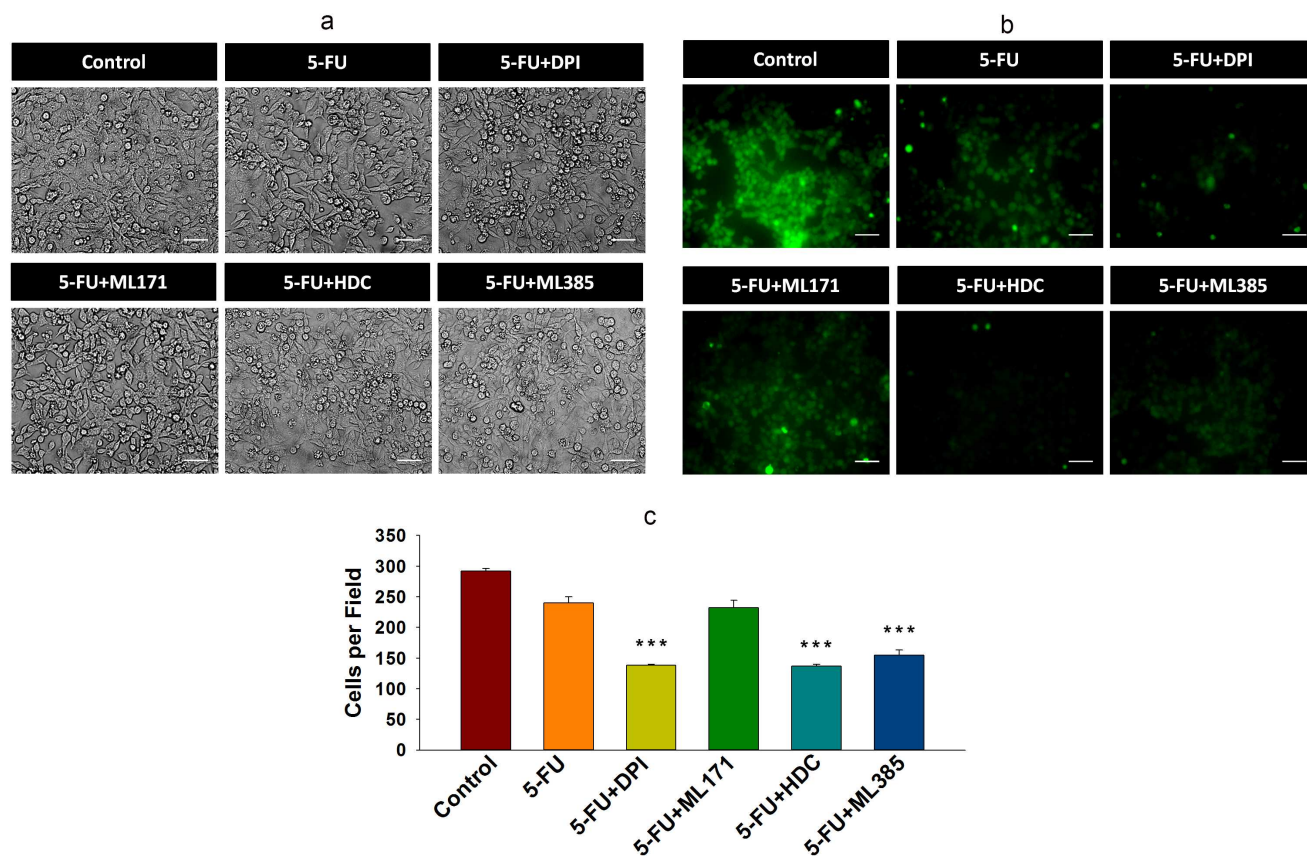 a
Control 5-FU 5-FU+DPI
5-FU+ML171 5-FU+HDC 5-FU+ML385
b
Control 5-FU 5-FU+DPI
5-FU+ML171 5-FU+HDC 5-FU+ML385
c
Cells per Field
350
300
250
200
150
100
50
0
***
***
***
Control
5-FU
5-FU+DPI
5-FU+ML171
5-FU+HDC
5-FU+ML385